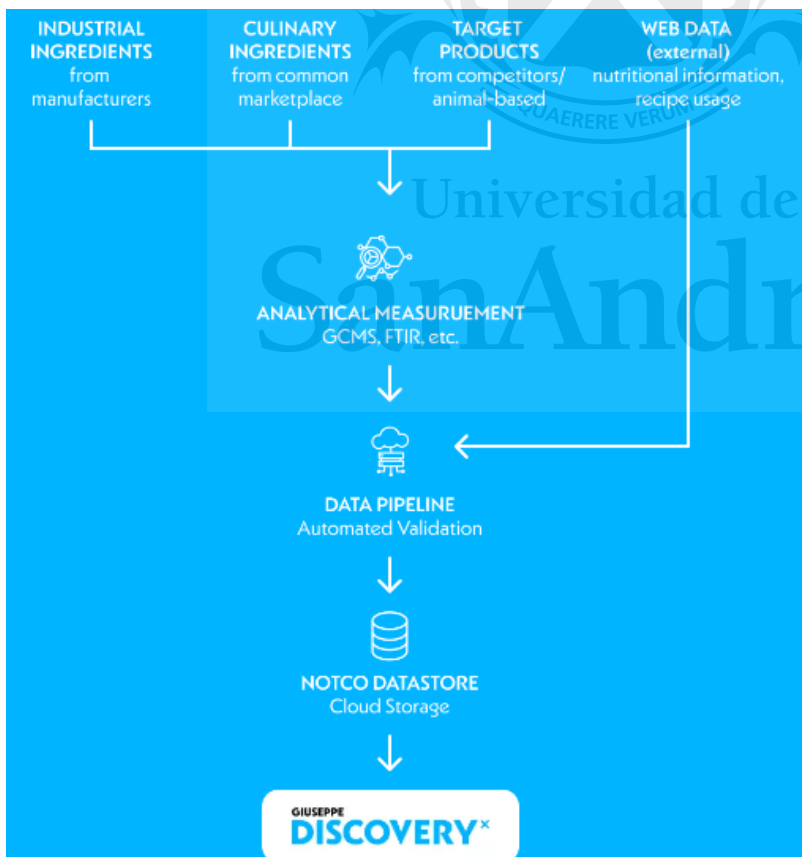 INDUSTRIAL
INGREDIENTS
from
manufacturers
CULINARY
INGREDIENTS
from common
marketplace
TARGET
PRODUCTS
from competitors/
animal-based
WEB DATA
(external)
nutritional information,
recipe usage
QUAERERE VERUM
Universidad de
SanAndr
ANALYTICAL MEASURUEMENT
GCMS, FTIR, etc.
DATA PIPELINE
Automated Validation
NOTCO DATASTORE
Cloud Storage
GIUSEPPE
DISCOVERY×